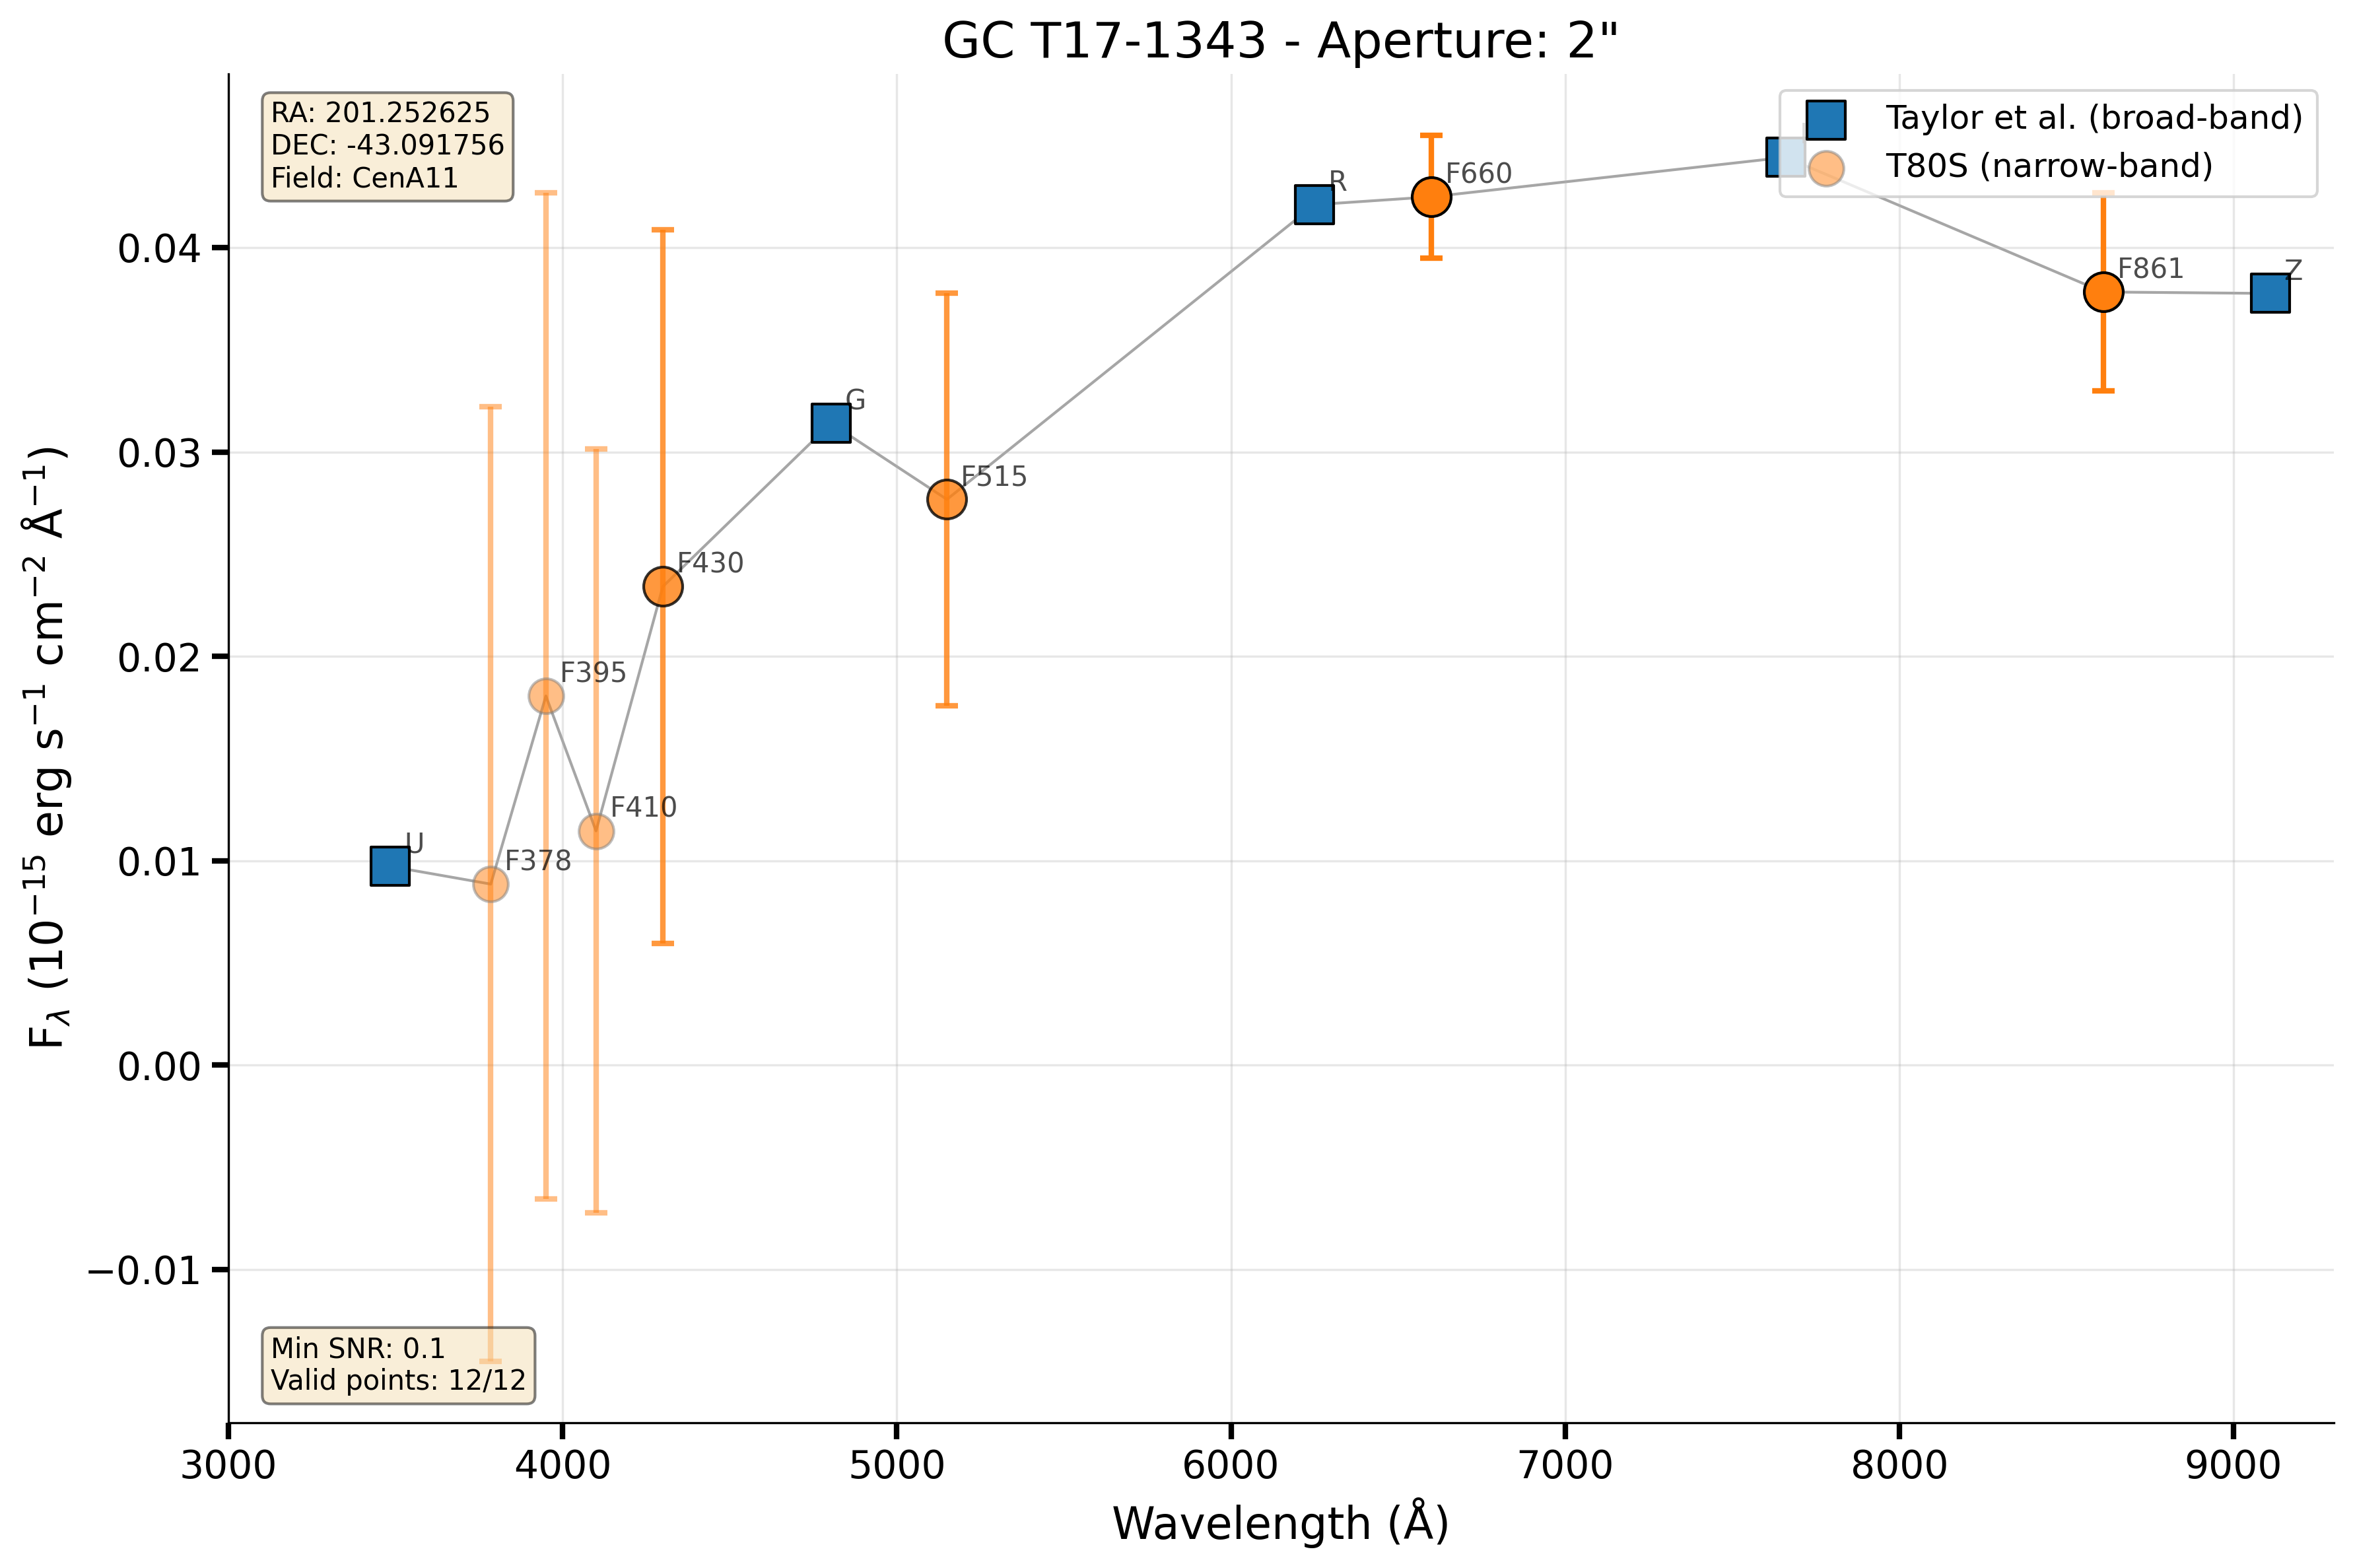 GC T17-1343 - Aperture: 2"
RA: 201.252625
DEC: -43.091756
Field: CenA11
Taylor et al. (broad-band)
T80S (narrow-band)
R
F660
F861
Z
G
F515
F430
F395
F410
U
F378
0.04
0.03
0.02
0.01
0.00
−0.01
F_λ (10⁻¹⁵ erg s⁻¹ cm⁻² Å⁻¹)
Min SNR: 0.1
Valid points: 12/12
3000 4000 5000 6000 7000 8000 9000
Wavelength (Å)